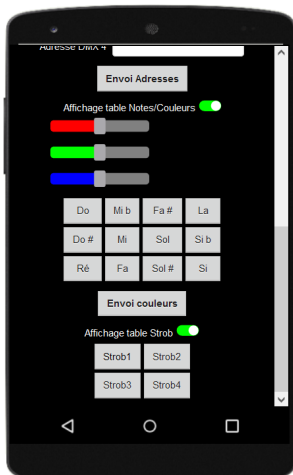 Adresse DMX 4
Envoi Adresses
Affichage table Notes/Couleurs
Do Mi b Fa # La
Do # Mi Sol Si b
Ré Fa Sol # Si
Envoi couleurs
Affichage table Strob
Strob1 Strob2
Strob3 Strob4